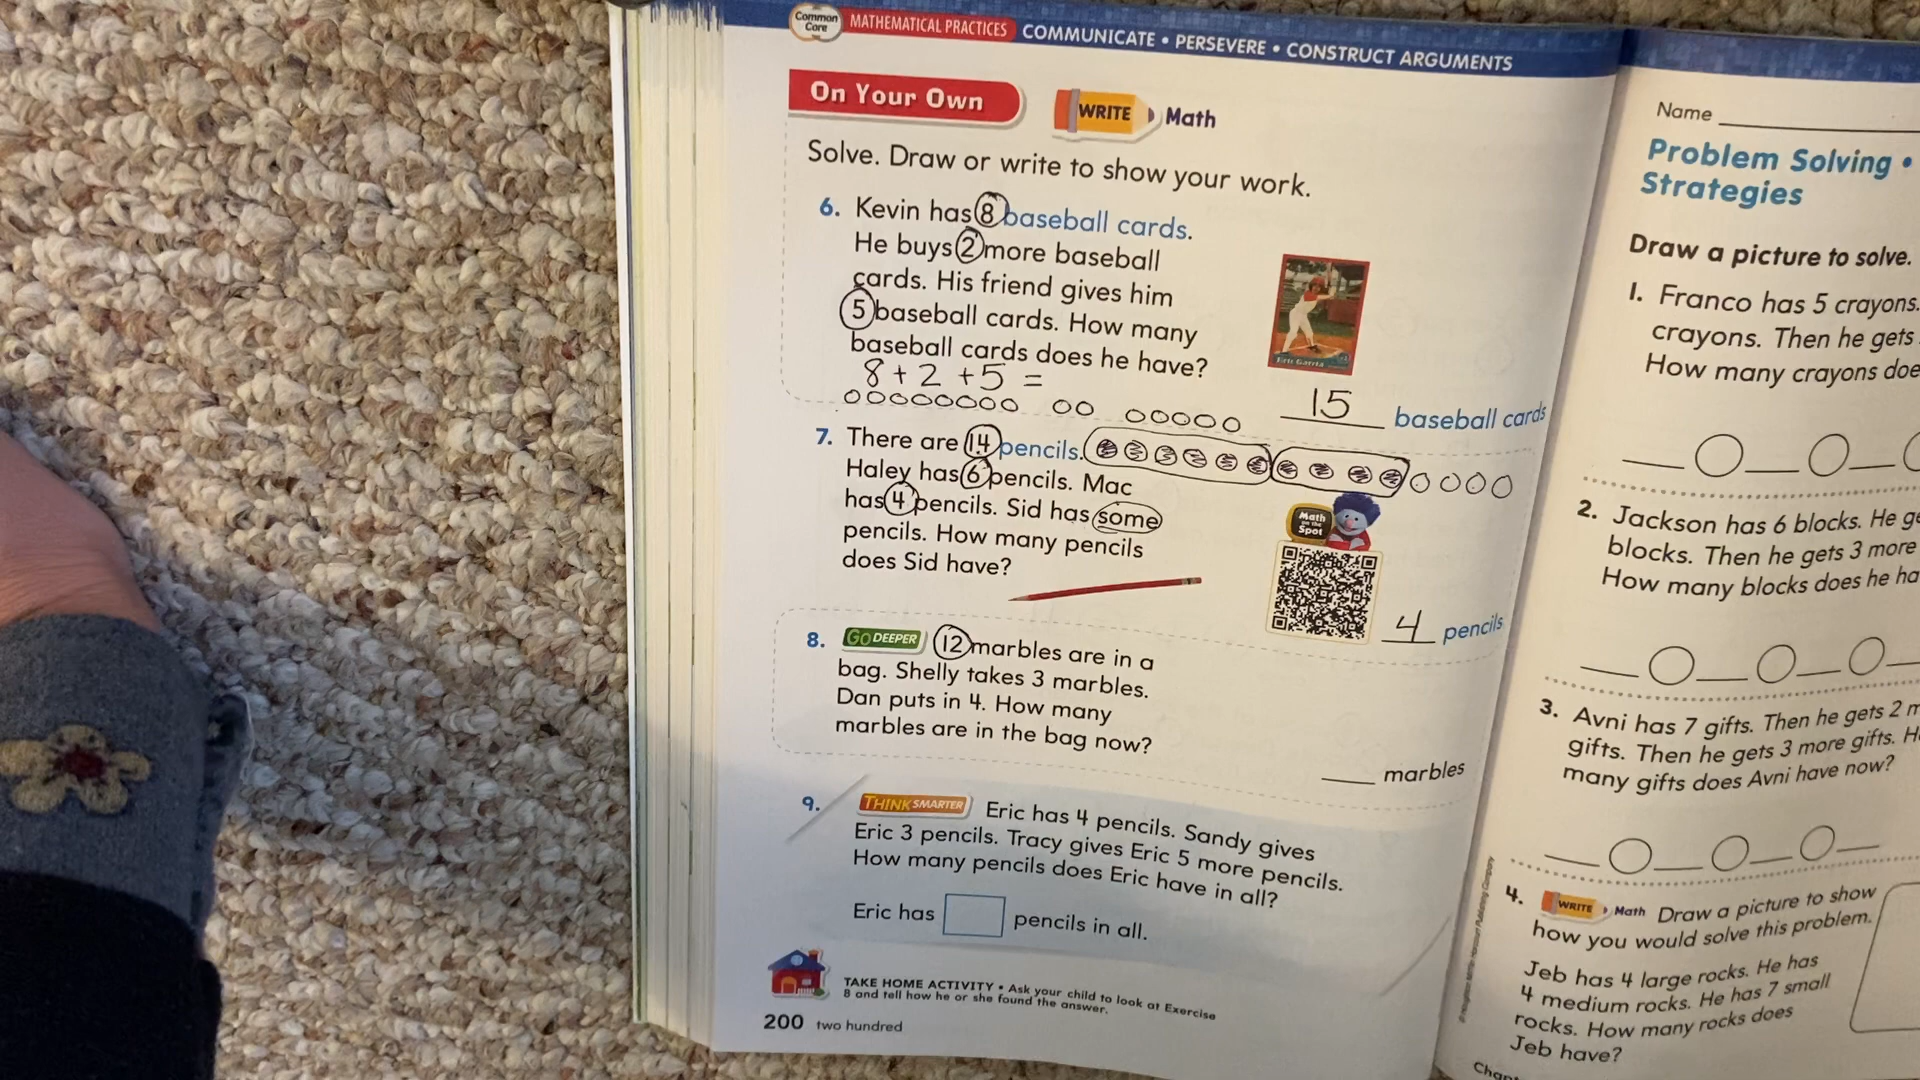 Common Core MATHEMATICAL PRACTICES COMMUNICATE • PERSEVERE • CONSTRUCT ARGUMENTS
On Your Own
WRITE Math
Solve. Draw or write to show your work.
6. Kevin has 8 baseball cards.
He buys 2 more baseball
cards. His friend gives him
5 baseball cards. How many
baseball cards does he have?
8 + 2 + 5 =
15 baseball cards
7. There are 14 pencils.
Haley has 6 pencils. Mac
has 4 pencils. Sid has some
pencils. How many pencils
does Sid have?
Math on the Spot
4 pencils
8. GO DEEPER 12 marbles are in a
bag. Shelly takes 3 marbles.
Dan puts in 4. How many
marbles are in the bag now?
marbles
9. THINK SMARTER Eric has 4 pencils. Sandy gives
Eric 3 pencils. Tracy gives Eric 5 more pencils.
How many pencils does Eric have in all?
Eric has pencils in all.
TAKE HOME ACTIVITY • Ask your child to look at Exercise
8 and tell how he or she found the answer.
200 two hundred
Name
Problem Solving •
Strategies
Draw a picture to solve.
1. Franco has 5 crayons.
crayons. Then he gets
How many crayons
2. Jackson has 6 blocks. He
blocks. Then he gets 3 more
How many blocks does he
3. Avni has 7 gifts. Then he gets 2
gifts. Then he gets 3 more gifts.
many gifts does Avni have now?
4. WRITE Math Draw a picture to show
how you would solve this problem.
Jeb has 4 large rocks. He has
4 medium rocks. He has 7 small
rocks. How many rocks does
Jeb have?